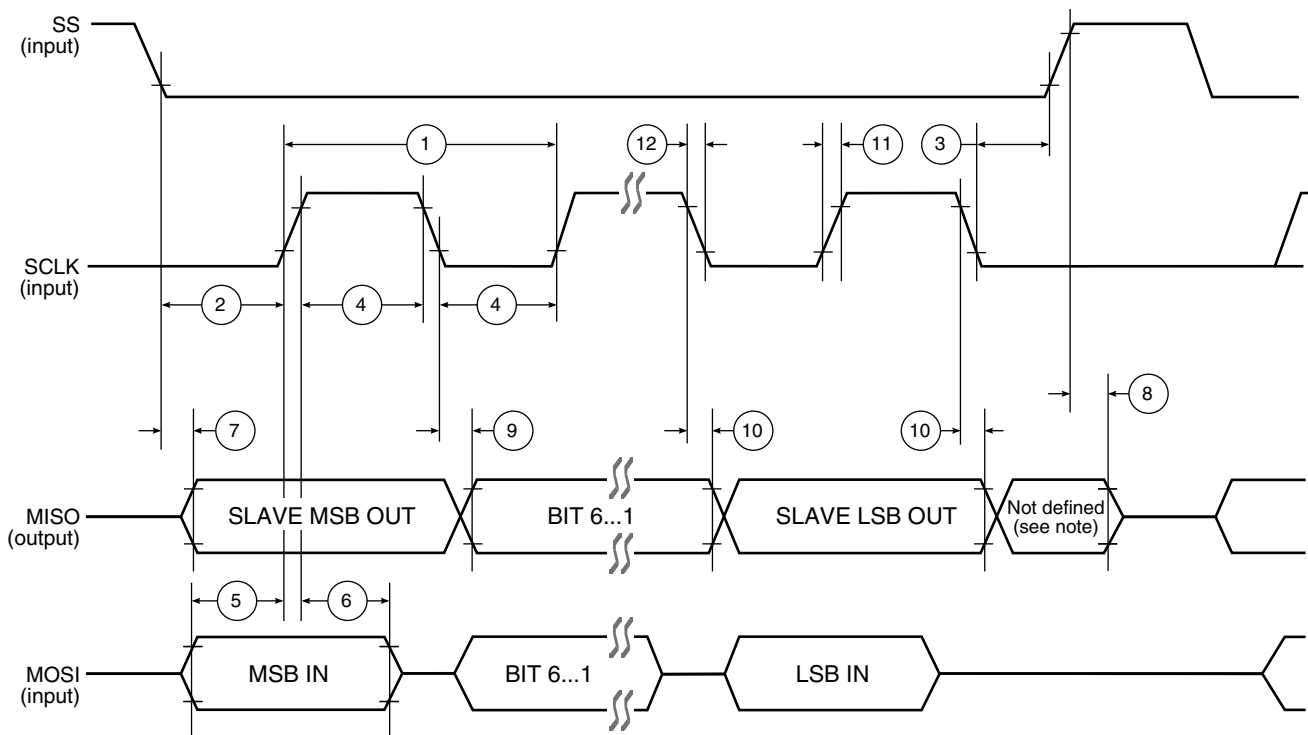 SS
(input)
1
12
11
3
SCLK
(input)
2
4
4
7
9
10
10
8
MISO
(output)
SLAVE MSB OUT
BIT 6...1
SLAVE LSB OUT
Not defined
(see note)
5
6
MOSI
(input)
MSB IN
BIT 6...1
LSB IN